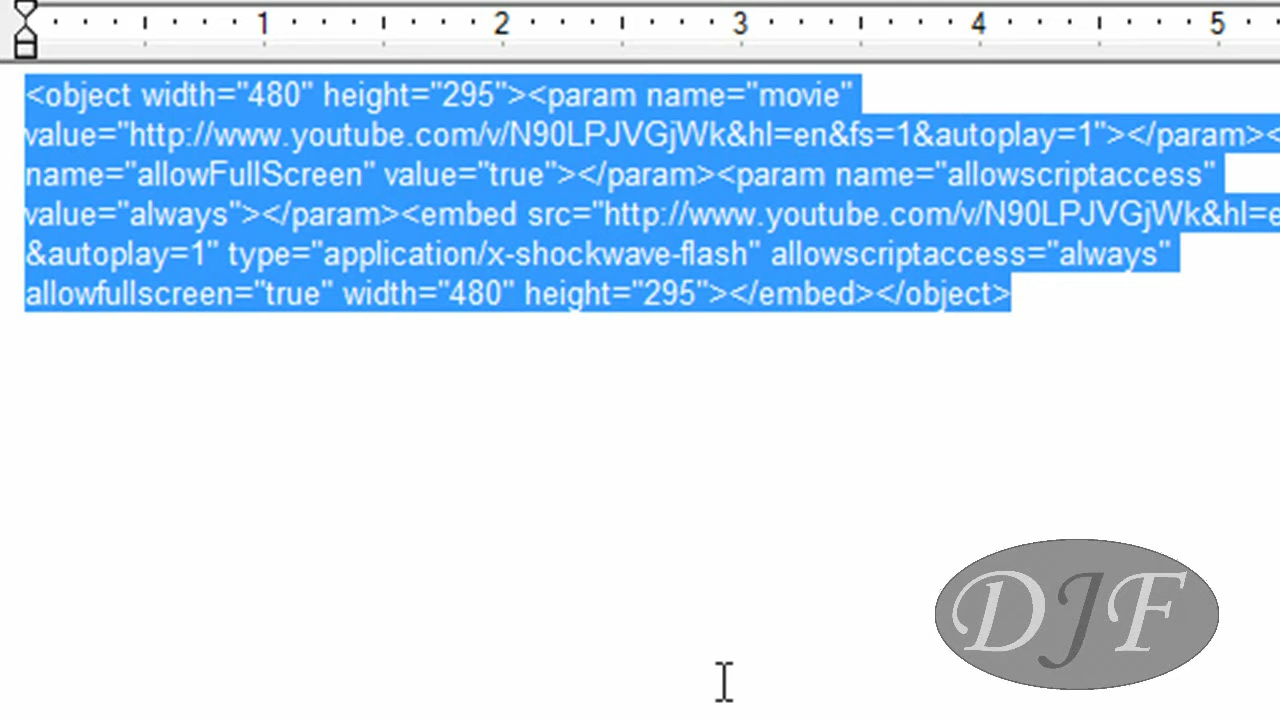 1 2 3 4 5
<object width="480" height="295"><param name="movie"
value="http://www.youtube.com/v/N90LPJVGjWk&hl=en&fs=1&autoplay=1"></param><
name="allowFullScreen" value="true"></param><param name="allowscriptaccess"
value="always"></param><embed src="http://www.youtube.com/v/N90LPJVGjWk&hl=e
&autoplay=1" type="application/x-shockwave-flash" allowscriptaccess="always"
allowfullscreen="true" width="480" height="295"></embed></object>
DJF